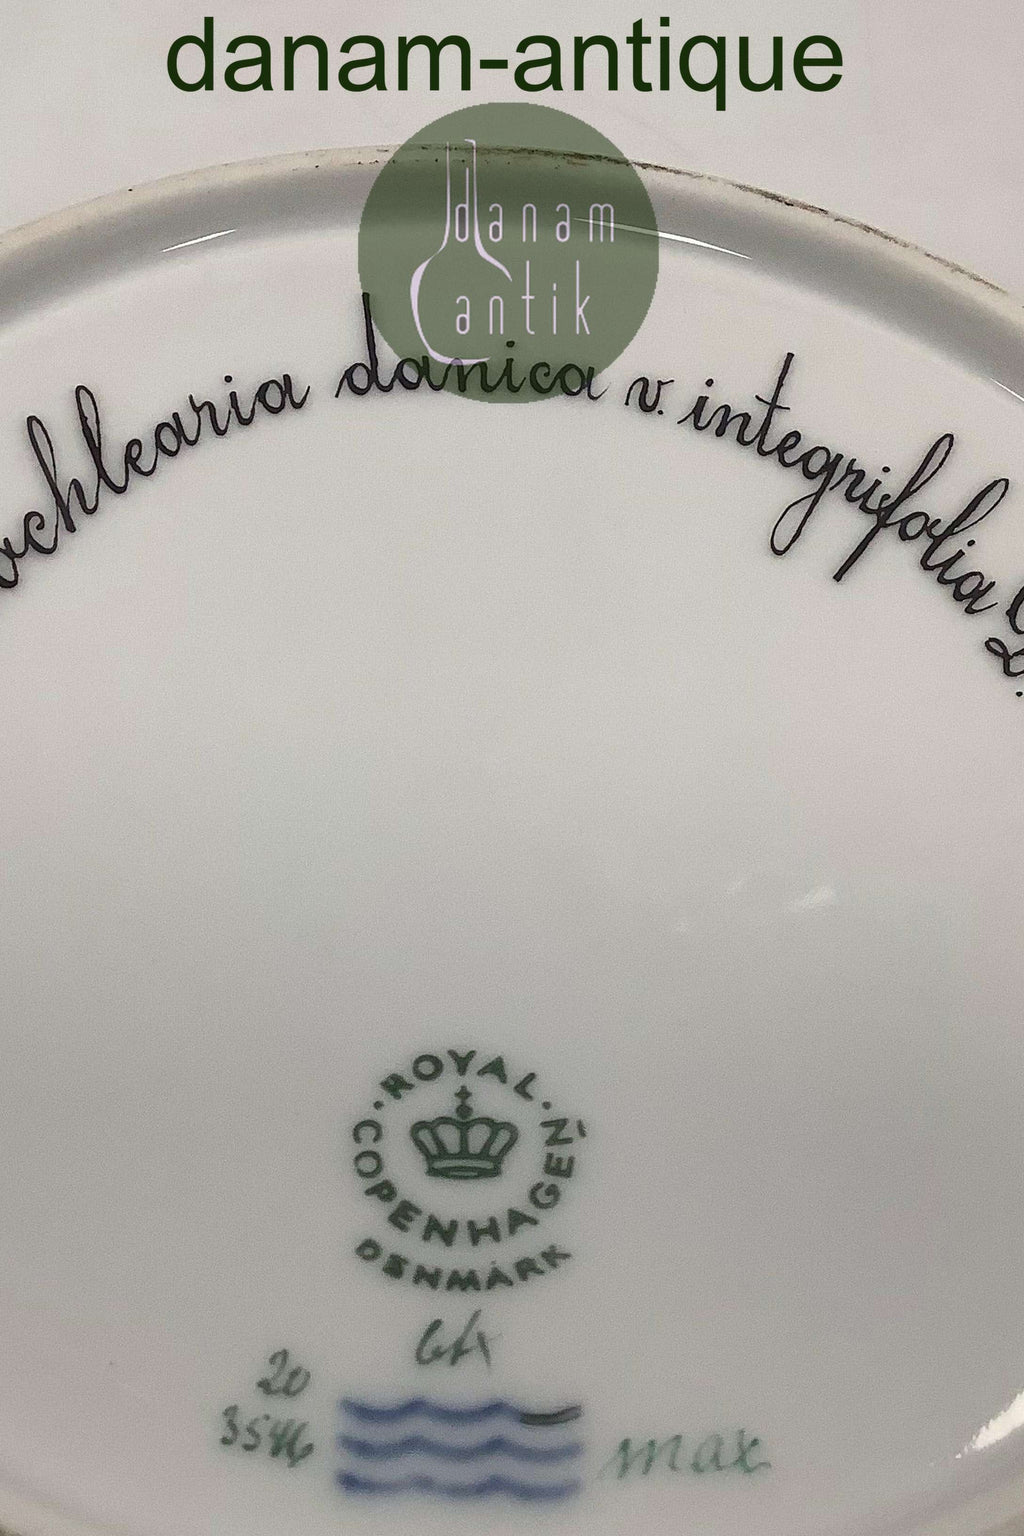 danam-antique
danam
antik
ochlearia danica v. integrifolia
· ROYAL ·
COPENHAGEN
DENMARK
20
3546
max